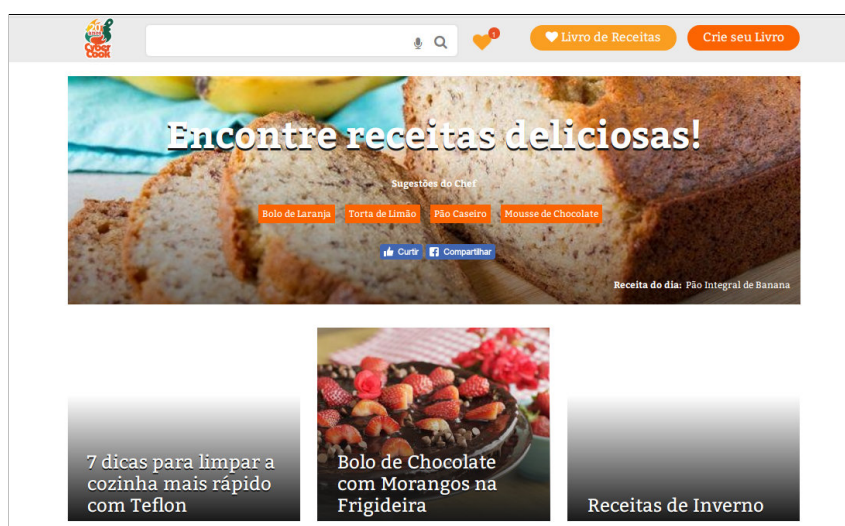 20
Cyber
Cook
1
Livro de Receitas
Crie seu Livro
Encontre receitas deliciosas!
Sugestões do Chef
Bolo de Laranja
Torta de Limão
Pão Caseiro
Mousse de Chocolate
Curtir
Compartilhar
Receita do dia: Pão Integral de Banana
7 dicas para limpar a
cozinha mais rápido
com Teflon
Bolo de Chocolate
com Morangos na
Frigideira
Receitas de Inverno